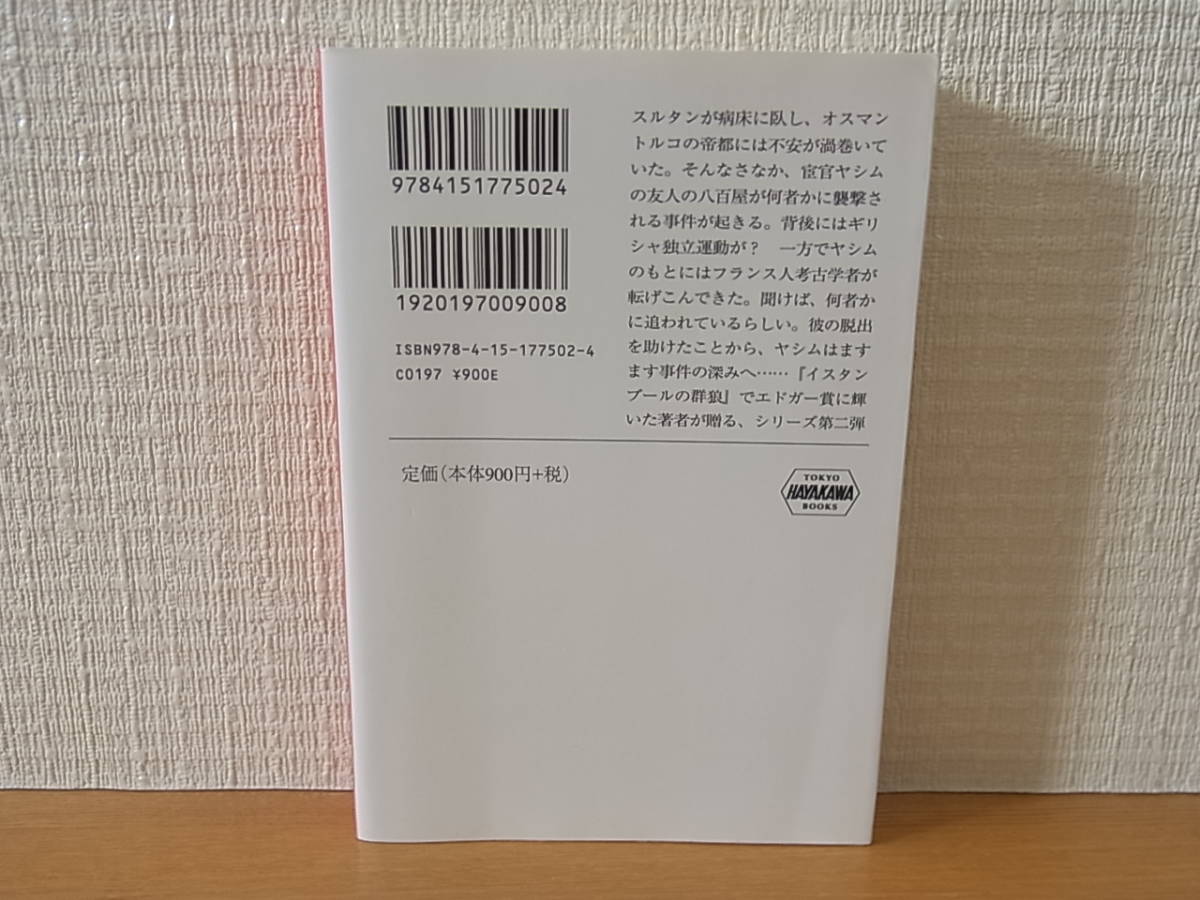 9784151775024
1920197009008
ISBN978-4-15-177502-4
C0197 ¥900E
スルタンが病床に臥し、オスマン
トルコの帝都には不安が渦巻いて
いた。そんなさなか、宦官ヤシム
の友人の八百屋が何者かに襲撃さ
れる事件が起きる。背後にはギリ
シャ独立運動が？　一方でヤシム
のもとにはフランス人考古学者が
転げこんできた。聞けば、何者か
に追われているらしい。彼の脱出
を助けたことから、ヤシムはます
ます事件の深みへ……『イスタン
ブールの群狼』でエドガー賞に輝
いた著者が贈る、シリーズ第二弾
定価（本体900円+税）
TOKYO
HAYAKAWA
BOOKS